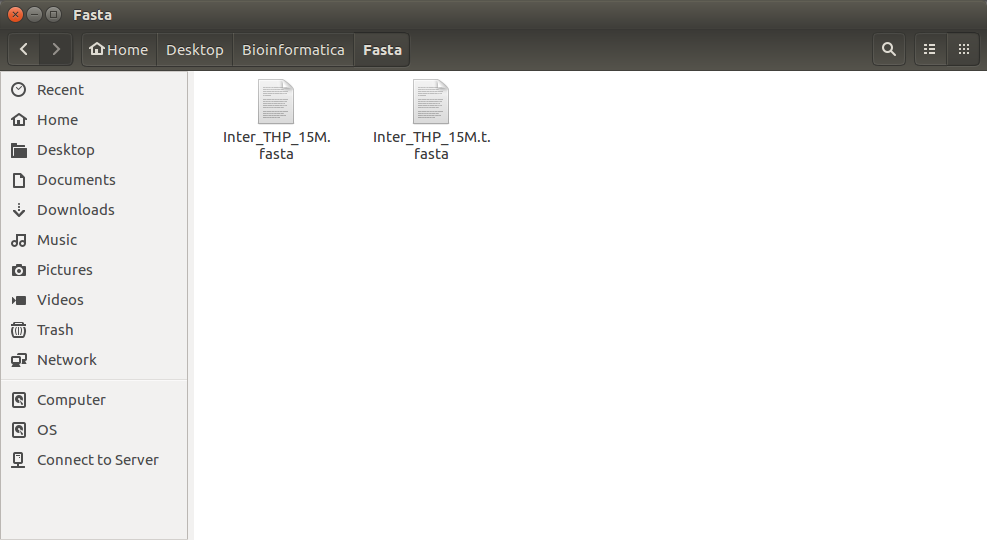 Fasta
Home Desktop Bioinformatica Fasta
Recent
Home
Desktop
Documents
Downloads
Music
Pictures
Videos
Trash
Network
Computer
OS
Connect to Server
Inter_THP_15M.
fasta
Inter_THP_15M.t.
fasta